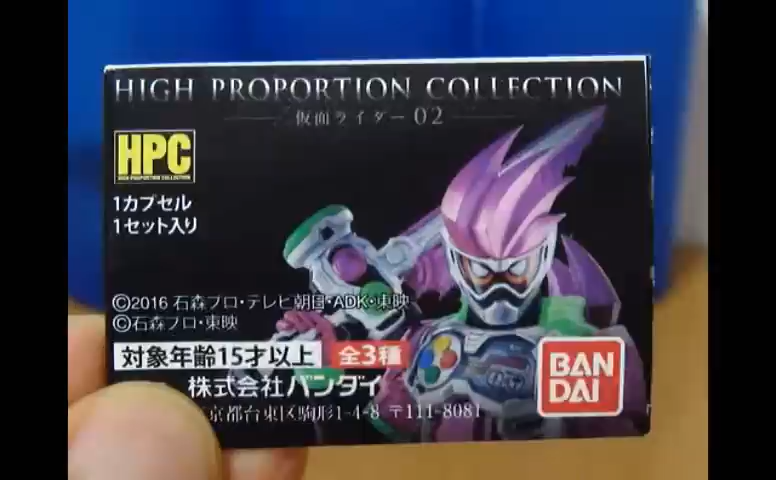 HIGH PROPORTION COLLECTION
仮面ライダー02
HPC
HIGH PROPORTION COLLECTION
1カプセル
1セット入り
©2016 石森プロ・テレビ朝日・ADK・東映
©石森プロ・東映
対象年齢15才以上 全3種
株式会社バンダイ
京都台東区駒形1-4-8 〒111-8081
BAN
DAI